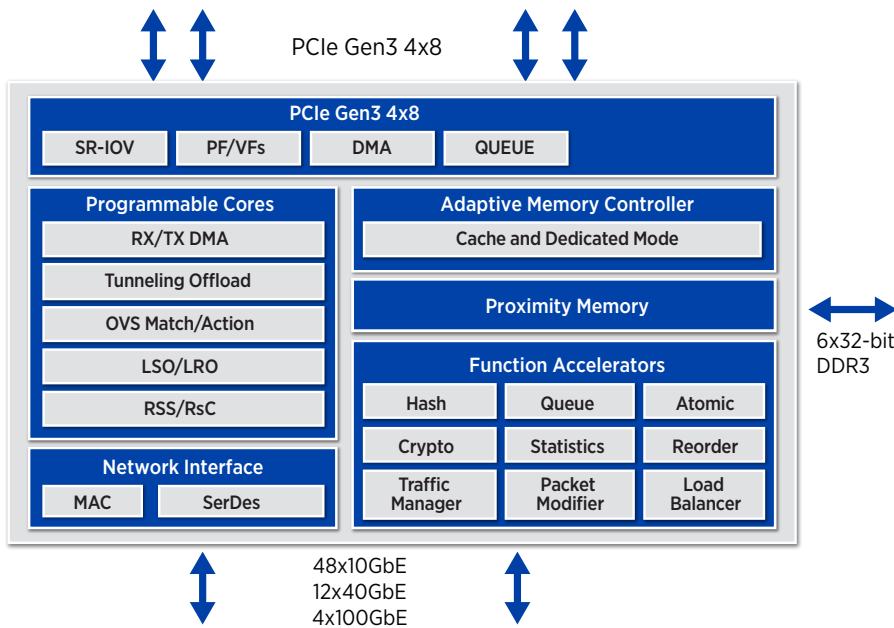 PCIe Gen3 4x8
PCIe Gen3 4x8
SR-IOV
PF/VFs
DMA
QUEUE
Programmable Cores
RX/TX DMA
Tunneling Offload
OVS Match/Action
LSO/LRO
RSS/RsC
Adaptive Memory Controller
Cache and Dedicated Mode
Proximity Memory
6x32-bit
DDR3
Function Accelerators
Hash
Queue
Atomic
Crypto
Statistics
Reorder
Traffic
Manager
Packet
Modifier
Load
Balancer
Network Interface
MAC
SerDes
48x10GbE
12x40GbE
4x100GbE